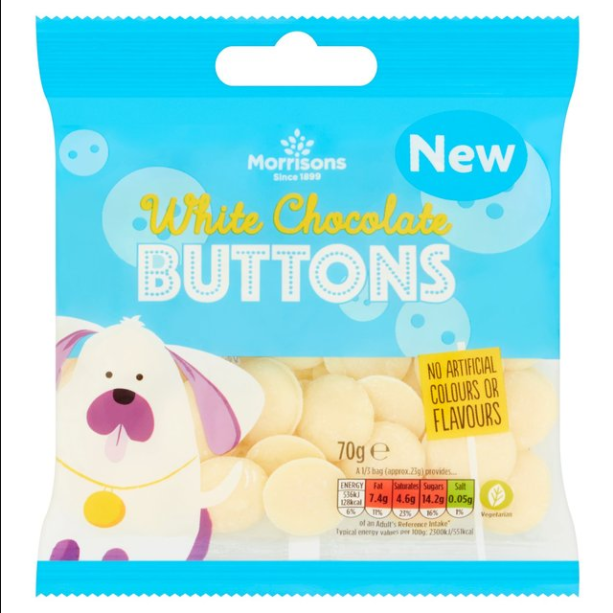 Morrisons
Since 1899
New
White Chocolate
BUTTONS
NO ARTIFICIAL
COLOURS OR
FLAVOURS
70g e
A 1/3 bag (approx.23g) provides...
ENERGY Fat Saturates Sugars Salt
536kJ
128kcal 7.4g 4.6g 14.2g 0.05g
6% 11% 23% 16% 1%
of an Adult's Reference Intake*
Typical energy values per 100g: 2300kJ/551kcal
Vegetarian